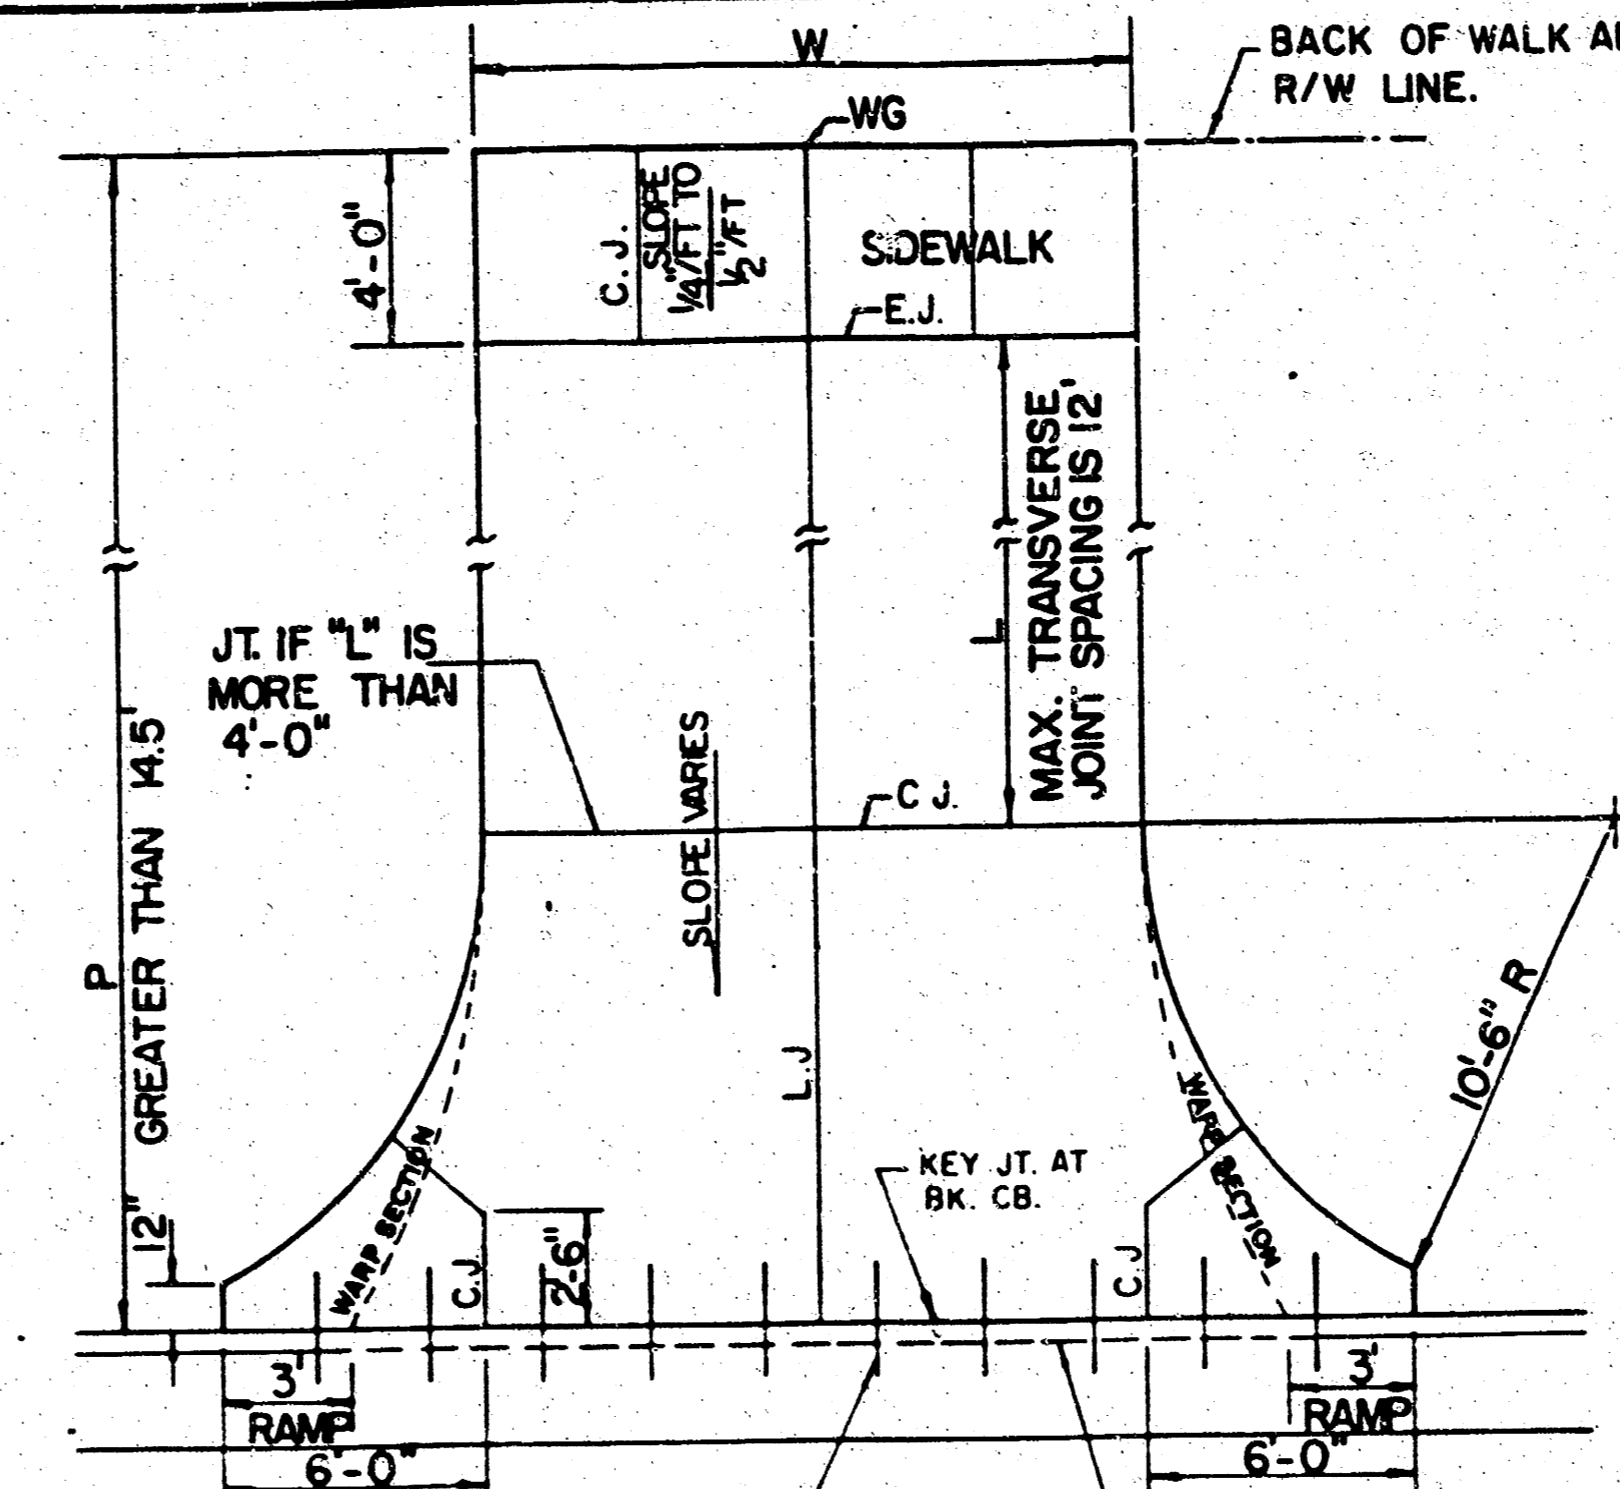 W
BACK OF WALK
R/W LINE.
WG
4'-0"
C. J.
SLOPE
1/4"/FT TO
1/2"/FT
SIDEWALK
E.J.
MAX. TRANSVERSE
JOINT SPACING IS 12'
L
JT. IF "L" IS
MORE THAN
4'-0"
SLOPE VARIES
C J.
P
GREATER THAN 14.5'
10'-6" R
L.J
WARP SECTION
WARP SECTION
KEY JT. AT
BK. CB.
12"
C.J
2'-6"
C.J
3'
RAMP
6'-0"
3'
RAMP
6'-0"